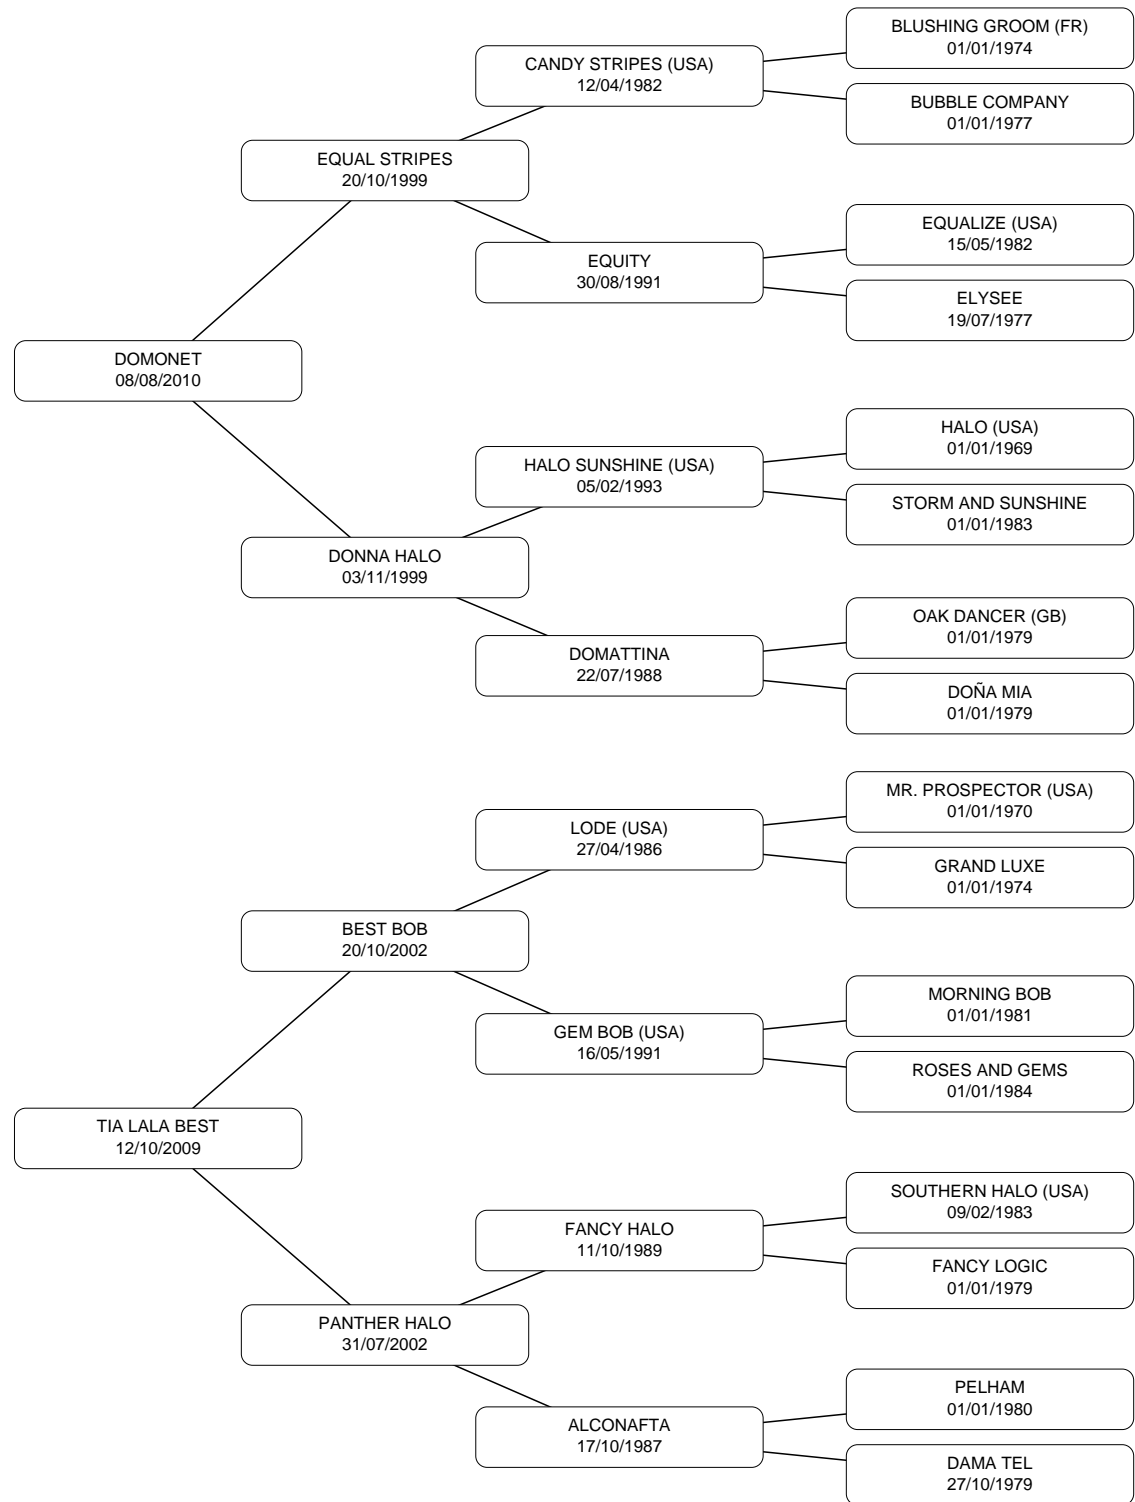 BLUSHING GROOM (FR)
01/01/1974
CANDY STRIPES (USA)
12/04/1982
BUBBLE COMPANY
01/01/1977
EQUAL STRIPES
20/10/1999
EQUALIZE (USA)
15/05/1982
EQUITY
30/08/1991
ELYSEE
19/07/1977
DOMONET
08/08/2010
HALO (USA)
01/01/1969
HALO SUNSHINE (USA)
05/02/1993
STORM AND SUNSHINE
01/01/1983
DONNA HALO
03/11/1999
OAK DANCER (GB)
01/01/1979
DOMATTINA
22/07/1988
DOÑA MIA
01/01/1979
MR. PROSPECTOR (USA)
01/01/1970
LODE (USA)
27/04/1986
GRAND LUXE
01/01/1974
BEST BOB
20/10/2002
MORNING BOB
01/01/1981
GEM BOB (USA)
16/05/1991
ROSES AND GEMS
01/01/1984
TIA LALA BEST
12/10/2009
SOUTHERN HALO (USA)
09/02/1983
FANCY HALO
11/10/1989
FANCY LOGIC
01/01/1979
PANTHER HALO
31/07/2002
PELHAM
01/01/1980
ALCONAFTA
17/10/1987
DAMA TEL
27/10/1979